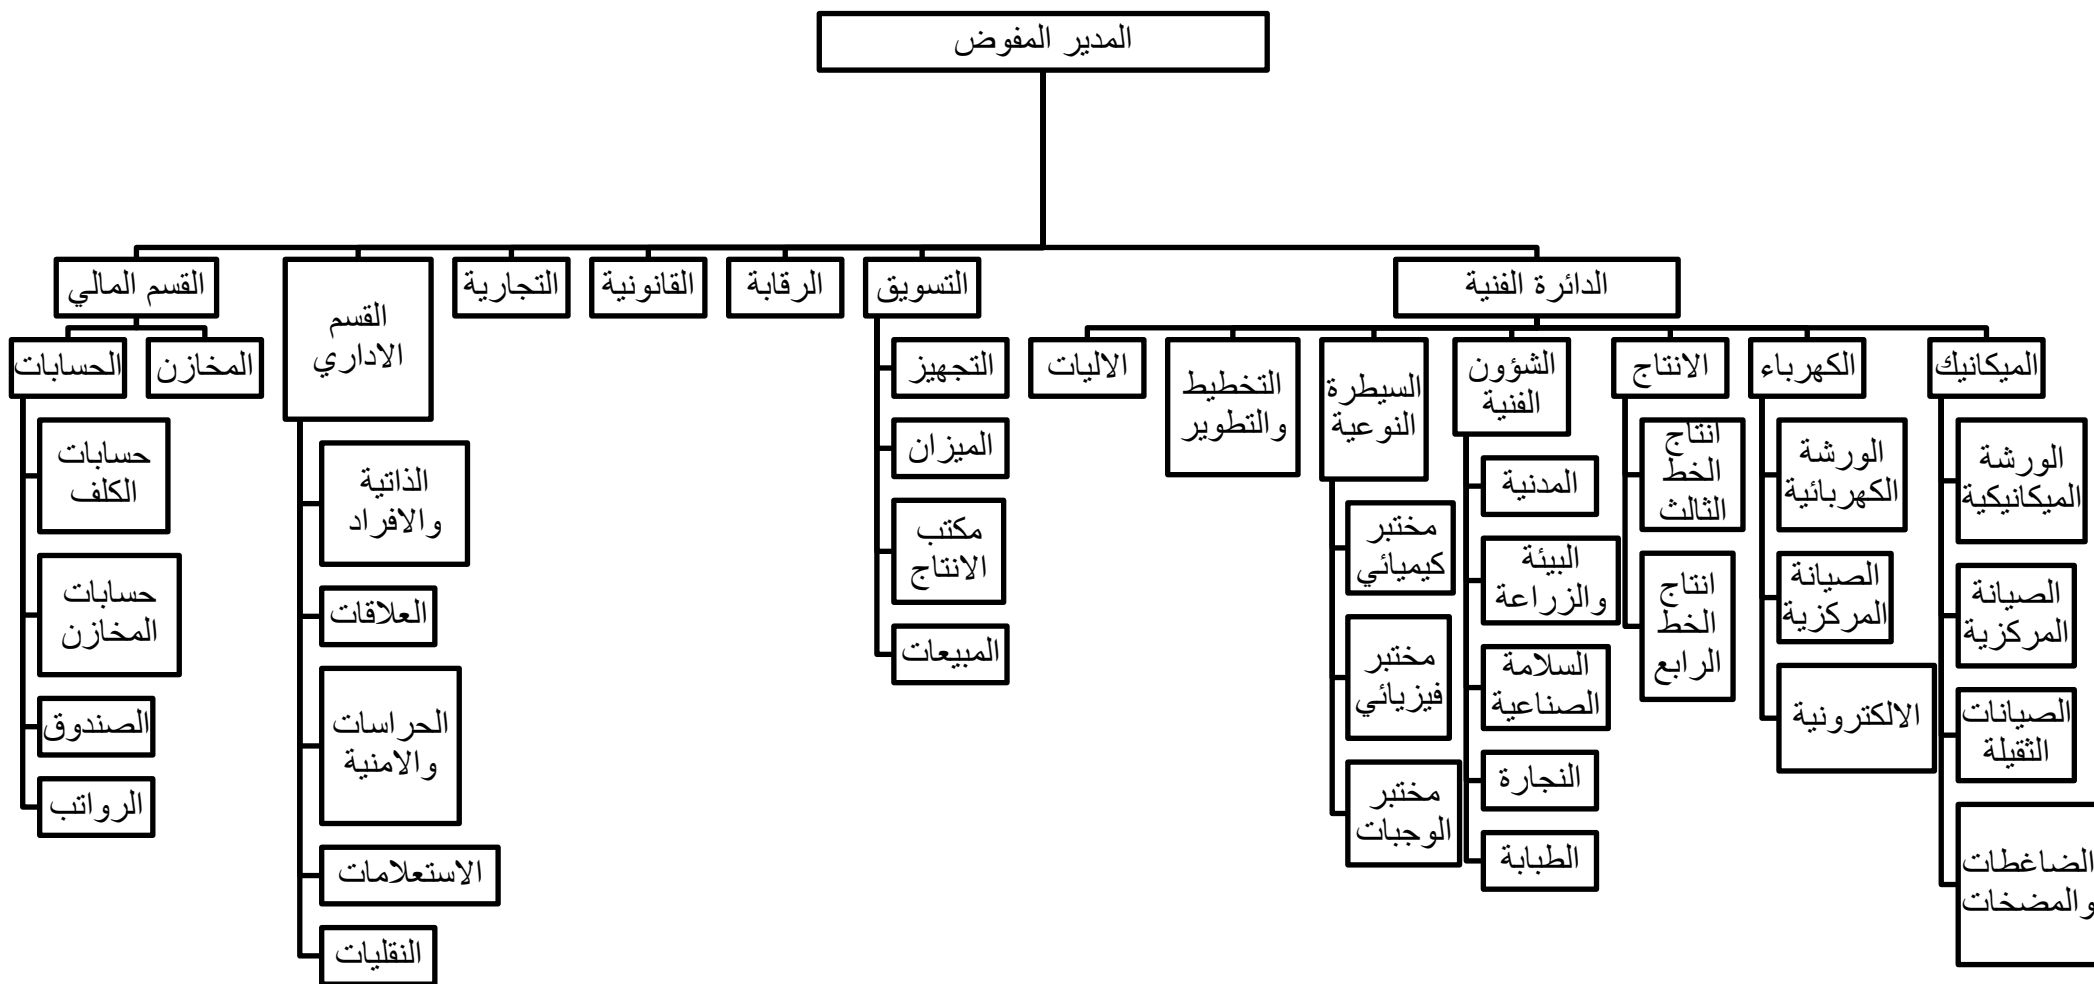 المدير المفوض
الدائرة الفنية
التسويق
الرقابة
القانونية
التجارية
القسم
الاداري
القسم المالي
الميكانيك
الورشة
الميكانيكية
الصيانة
المركزية
الصيانات
الثقيلة
الضاغطات
والمضخات
الكهرباء
الورشة
الكهربائية
الصيانة
المركزية
الالكترونية
الانتاج
انتاج
الخط
الثالث
انتاج
الخط
الرابع
الشؤون
الفنية
المدنية
البيئة
والزراعة
السلامة
الصناعية
النجارة
الطبابة
السيطرة
النوعية
مختبر
كيميائي
مختبر
فيزيائي
مختبر
الوجبات
التخطيط
والتطوير
الاليات
التجهيز
الميزان
مكتب
الانتاج
المبيعات
الذاتية
والافراد
العلاقات
الحراسات
والامنية
الاستعلامات
النقليات
المخازن
الحسابات
حسابات
الكلف
حسابات
المخازن
الصندوق
الرواتب